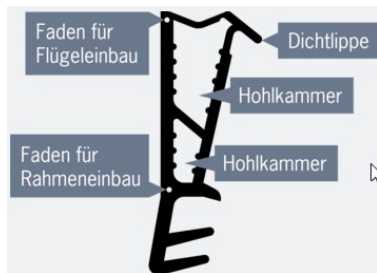 Faden für
Flügeleinbau
Dichtlippe
Hohlkammer
Faden für
Rahmeneinbau
Hohlkammer